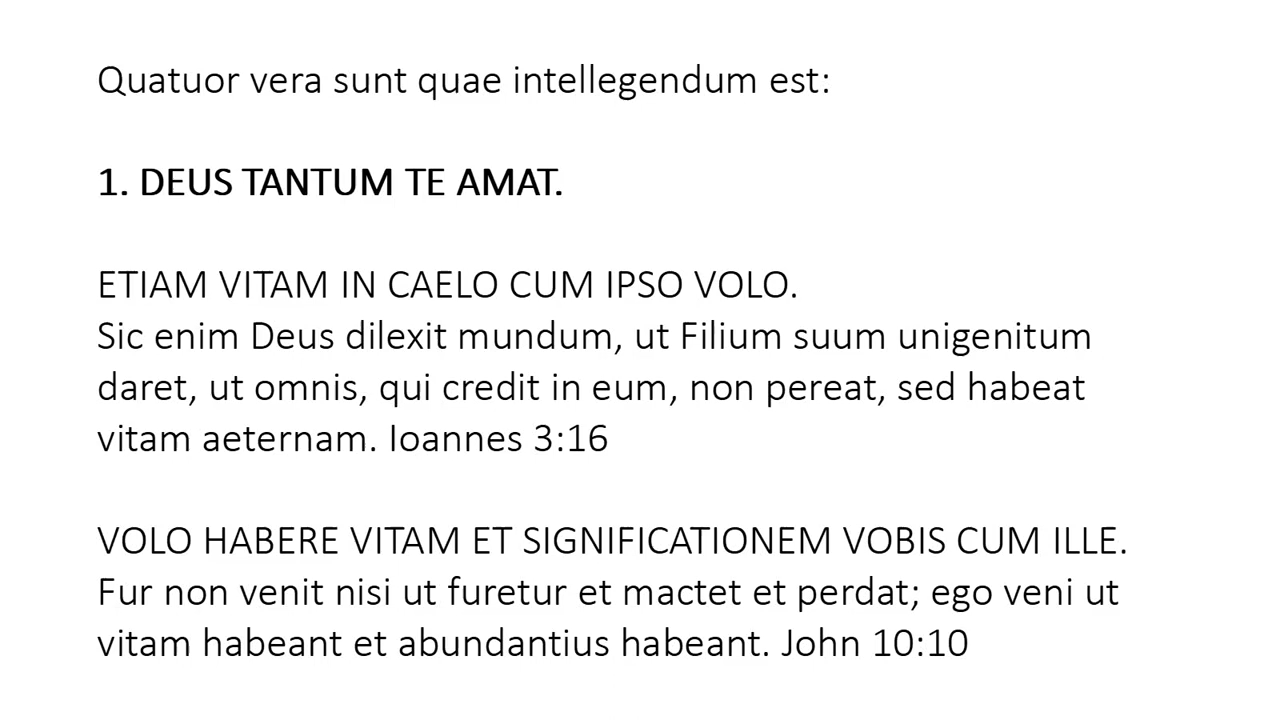 Quatuor vera sunt quae intellegendum est:
1. DEUS TANTUM TE AMAT.
ETIAM VITAM IN CAELO CUM IPSO VOLO.
Sic enim Deus dilexit mundum, ut Filium suum unigenitum
daret, ut omnis, qui credit in eum, non pereat, sed habeat
vitam aeternam. Ioannes 3:16
VOLO HABERE VITAM ET SIGNIFICATIONEM VOBIS CUM ILLE.
Fur non venit nisi ut furetur et mactet et perdat; ego veni ut
vitam habeant et abundantius habeant. John 10:10